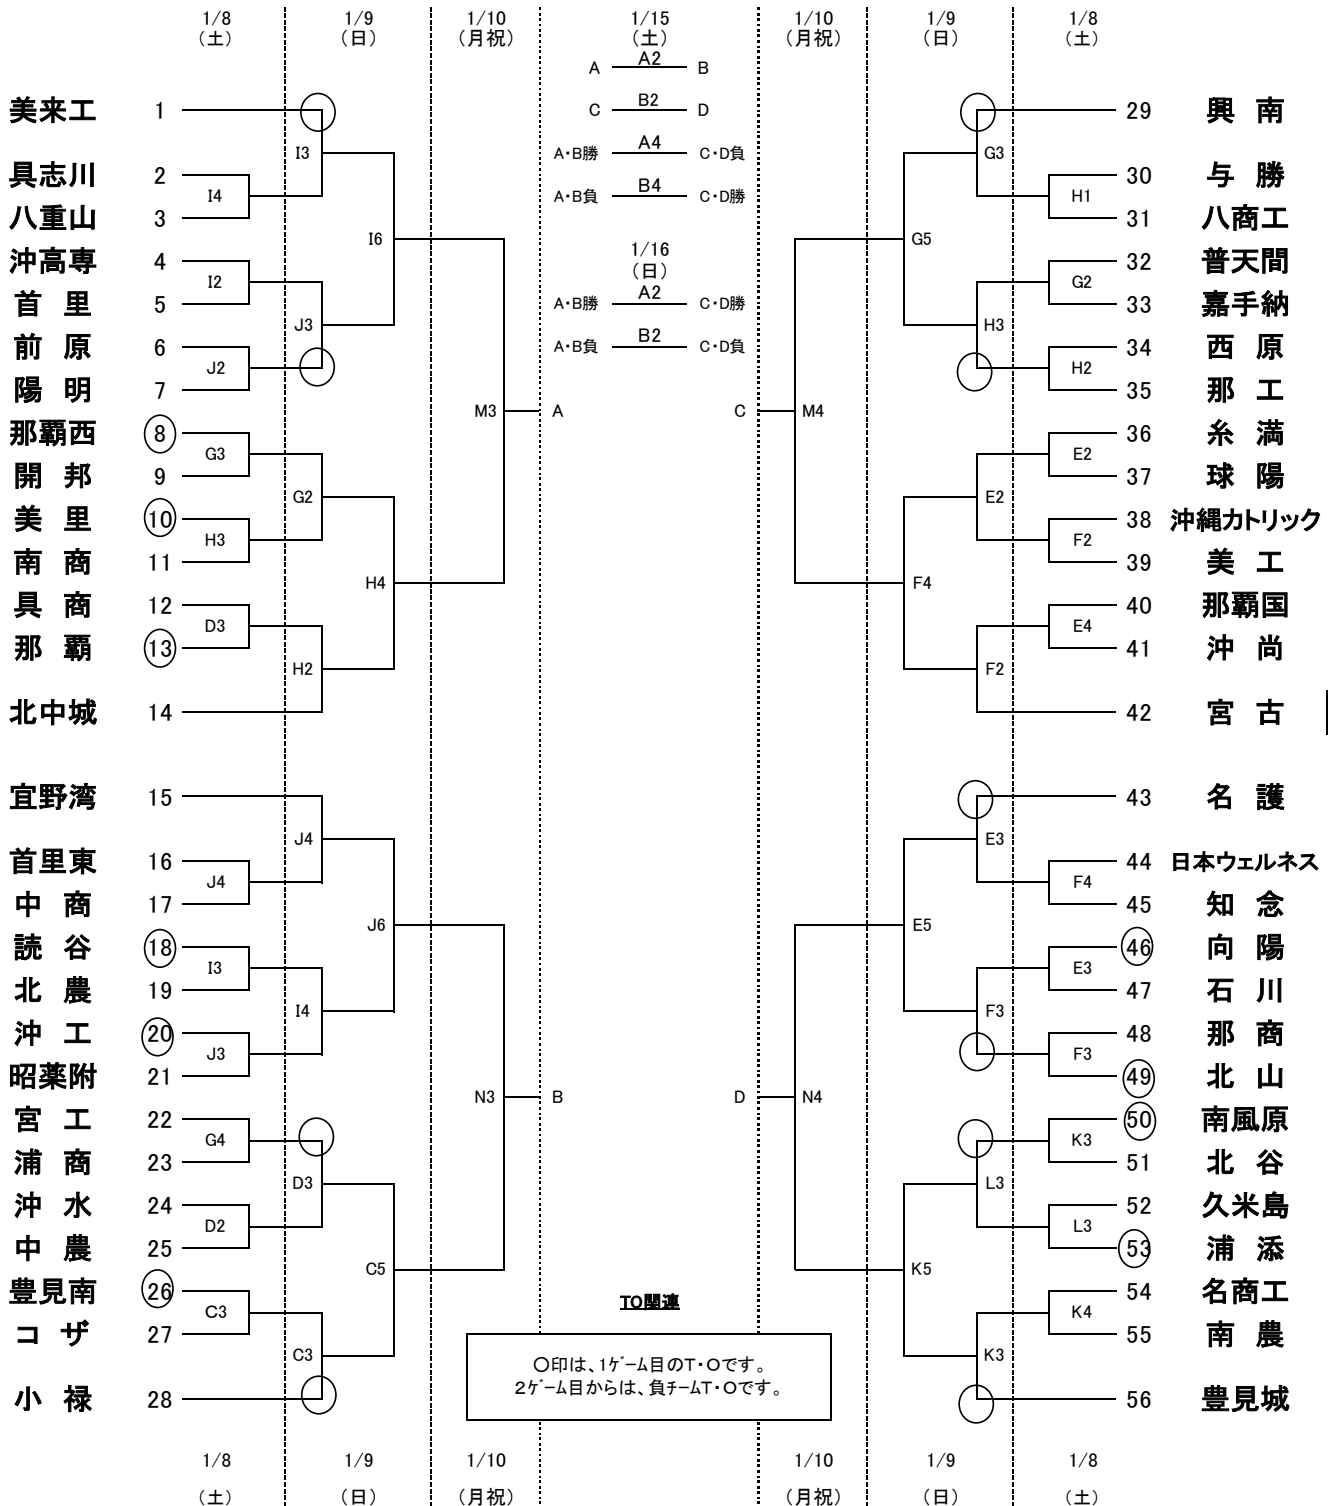 1/8 1/9 1/10 1/15 1/10 1/9 1/8
(土) (日) (月祝) (土) (月祝) (日) (土)
A A2 B
C B2 D
A・B勝 A4 C・D負
A・B負 B4 C・D勝
1/16
(日)
A・B勝 A2 C・D勝
A・B負 B2 C・D負
美来工 1
I3
具志川 2
I4
八重山 3
I6
沖高専 4
I2
首里 5
J3
前原 6
J2
陽明 7
M3 A
那覇西 8
G3
開邦 9
G2
美里 10
H3
南商 11
H4
具商 12
D3
那覇 13
H2
北中城 14
宜野湾 15
J4
首里東 16
J4
中商 17
J6
読谷 18
I3
北農 19
I4
沖工 20
J3
昭薬附 21
N3 B
宮工 22
G4
浦商 23
D3
沖水 24
D2
中農 25
C5
豊見南 26
C3
コザ 27
C3
小禄 28
29 興南
G3
30 与勝
H1
31 八商工
G5
32 普天間
G2
33 嘉手納
H3
34 西原
H2
35 那工
C M4
36 糸満
E2
37 球陽
E2
38 沖縄カトリック
F2
39 美工
F4
40 那覇国
E4
41 沖尚
F2
42 宮古
43 名護
E3
44 日本ウェルネス
F4
45 知念
E5
46 向陽
E3
47 石川
F3
48 那商
F3
49 北山
D N4
50 南風原
K3
51 北谷
L3
52 久米島
L3
53 浦添
K5
54 名商工
K4
55 南農
K3
56 豊見城
TO関連
○印は、1ゲーム目のT・Oです。
2ゲーム目からは、負チームT・Oです。
1/8 1/9 1/10 1/10 1/9 1/8
(土) (日) (月祝) (月祝) (日) (土)